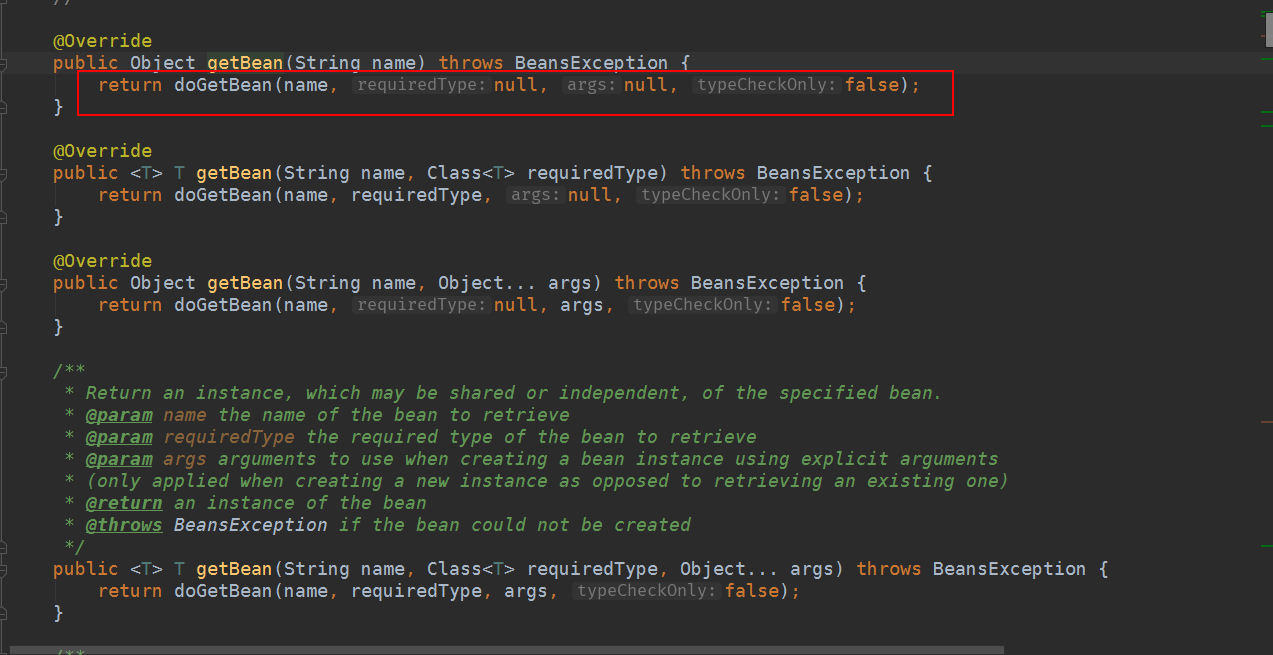 //
@Override
public Object getBean(String name) throws BeansException {
return doGetBean(name, requiredType: null, args: null, typeCheckOnly: false);
}
@Override
public <T> T getBean(String name, Class<T> requiredType) throws BeansException {
return doGetBean(name, requiredType, args: null, typeCheckOnly: false);
}
@Override
public Object getBean(String name, Object... args) throws BeansException {
return doGetBean(name, requiredType: null, args, typeCheckOnly: false);
}
/**
* Return an instance, which may be shared or independent, of the specified bean.
* @param name the name of the bean to retrieve
* @param requiredType the required type of the bean to retrieve
* @param args arguments to use when creating a bean instance using explicit arguments
* (only applied when creating a new instance as opposed to retrieving an existing one)
* @return an instance of the bean
* @throws BeansException if the bean could not be created
*/
public <T> T getBean(String name, Class<T> requiredType, Object... args) throws BeansException {
return doGetBean(name, requiredType, args, typeCheckOnly: false);
}
/**